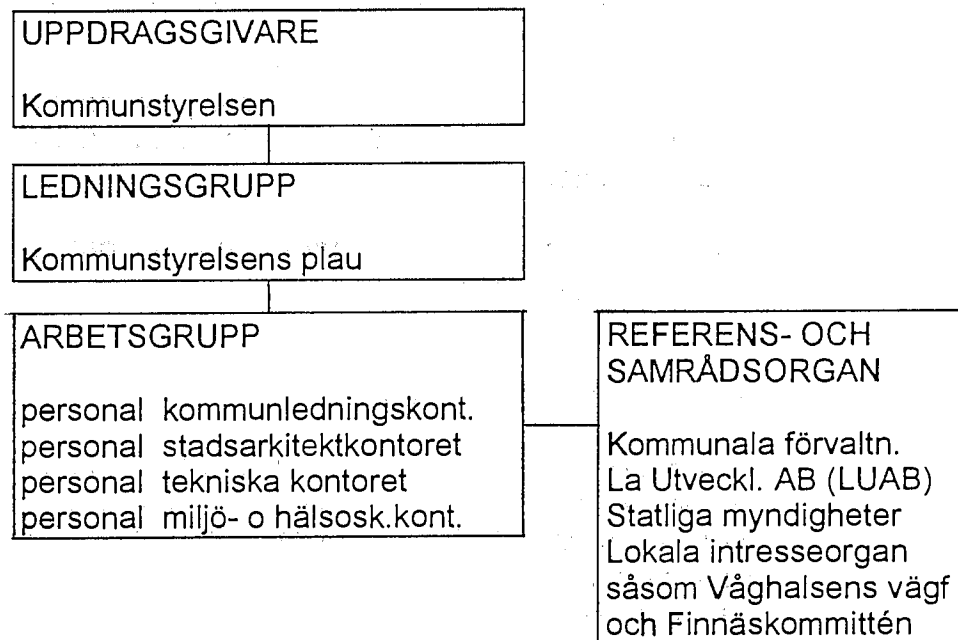 UPPDRAGSGIVARE
Kommunstyrelsen
LEDNINGSGRUPP
Kommunstyrelsens plau
ARBETSGRUPP
personal kommunledningskont.
personal stadsarkitektkontoret
personal tekniska kontoret
personal miljö- o hälsosk.kont.
REFERENS- OCH
SAMRÅDSORGAN
Kommunala förvaltn.
La Utveckl. AB (LUAB)
Statliga myndigheter
Lokala intresseorgan
såsom Våghalsens vägf
och Finnäskommittén